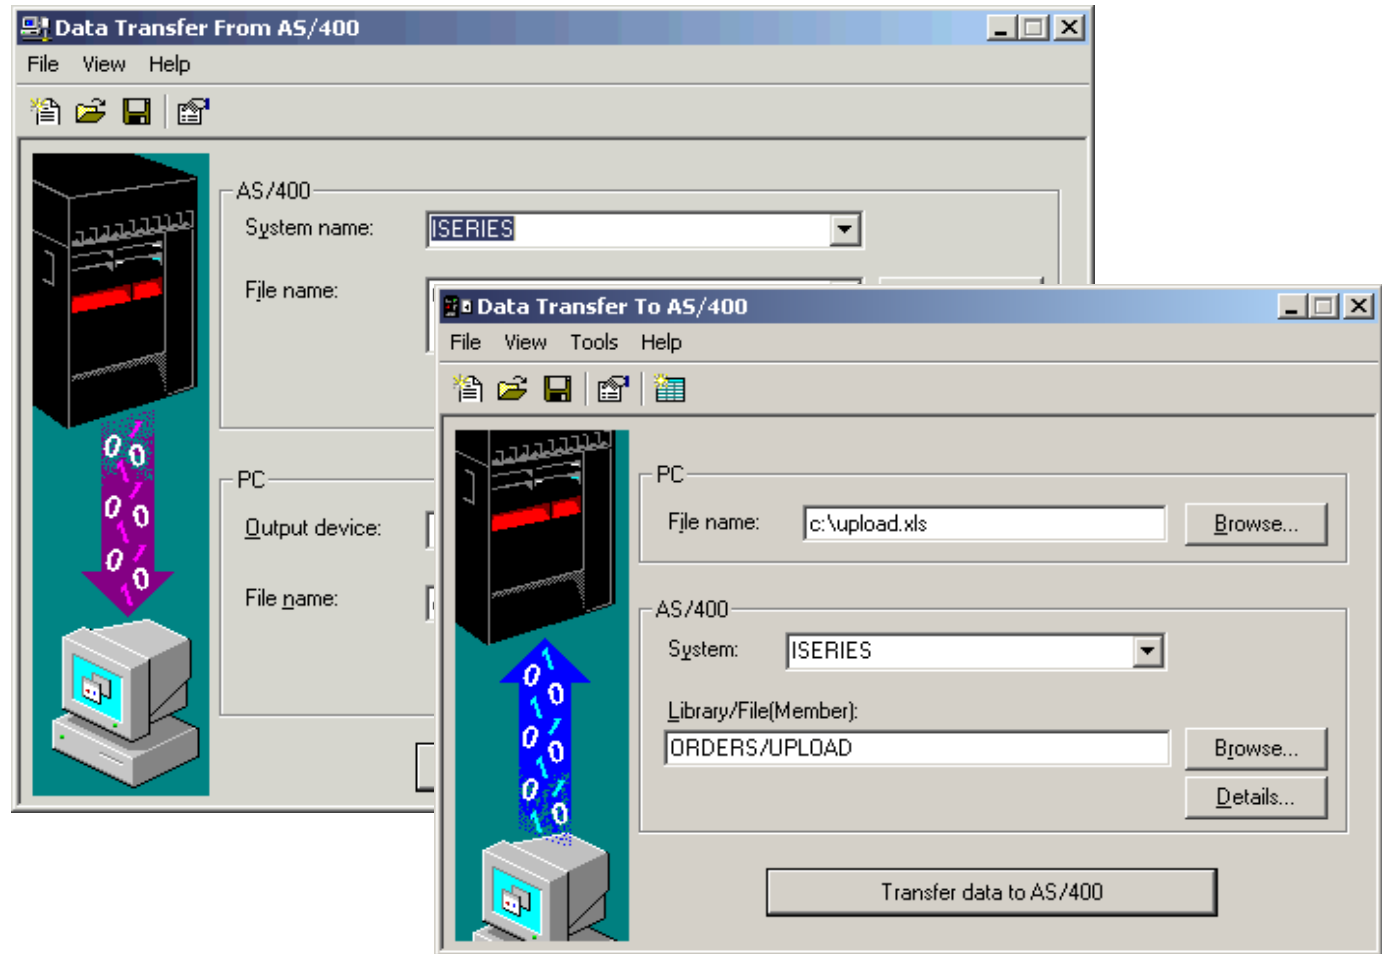 Data Transfer From AS/400
File View Help
AS/400
System name: ISERIES
File name:
PC
Output device:
File name:
Data Transfer To AS/400
File View Tools Help
PC
File name: c:\upload.xls Browse...
AS/400
System: ISERIES
Library/File(Member):
ORDERS/UPLOAD Browse...
Details...
Transfer data to AS/400